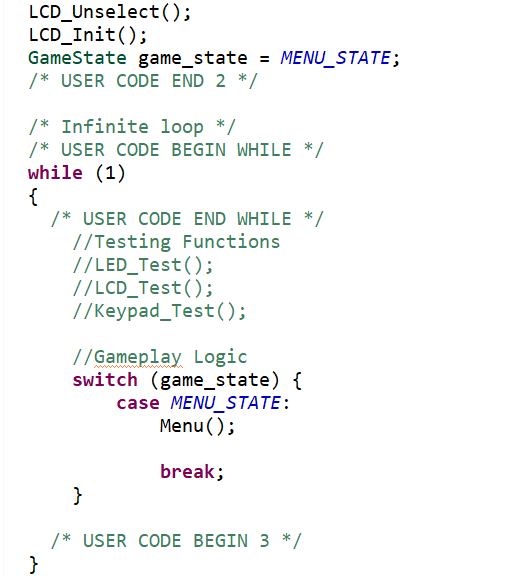 LCD_Unselect();
LCD_Init();
GameState game_state = MENU_STATE;
/* USER CODE END 2 */
/* Infinite loop */
/* USER CODE BEGIN WHILE */
while (1)
{
/* USER CODE END WHILE */
//Testing Functions
//LED_Test();
//LCD_Test();
//Keypad_Test();
//Gameplay Logic
switch (game_state) {
case MENU_STATE:
Menu();
break;
}
/* USER CODE BEGIN 3 */
}